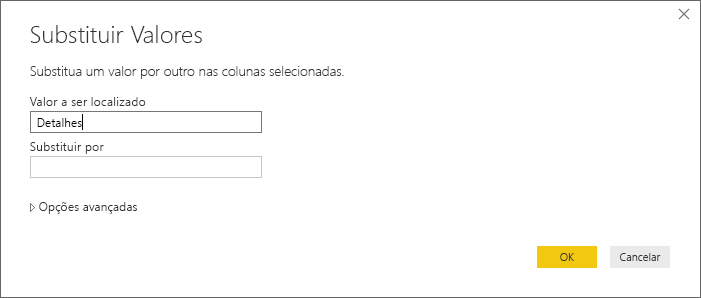 Substituir Valores
Substitua um valor por outro nas colunas selecionadas.
Valor a ser localizado
Detalhes
Substituir por
Opções avançadas
OK
Cancelar